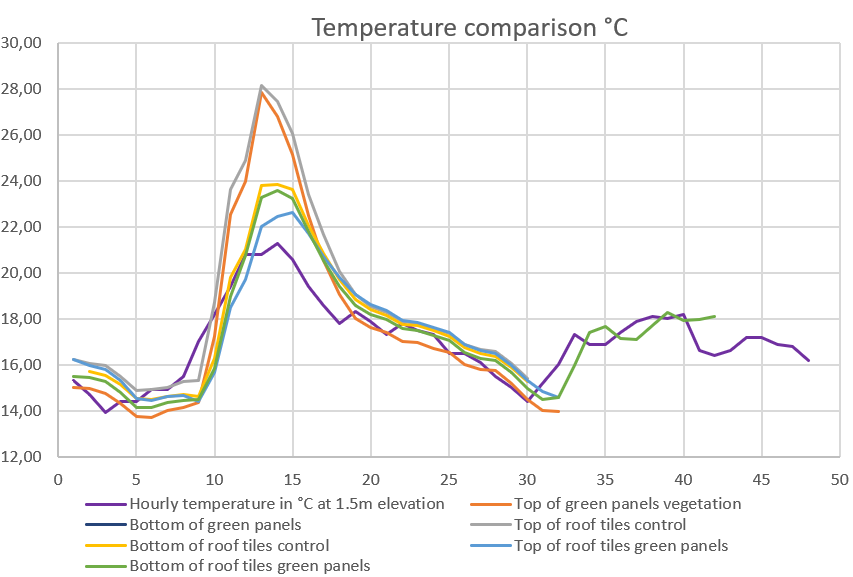 Temperature comparison °C
30,00
28,00
26,00
24,00
22,00
20,00
18,00
16,00
14,00
12,00
0 5 10 15 20 25 30 35 40 45 50
Hourly temperature in °C at 1.5m elevation Top of green panels vegetation
Bottom of green panels Top of roof tiles control
Bottom of roof tiles control Top of roof tiles green panels
Bottom of roof tiles green panels